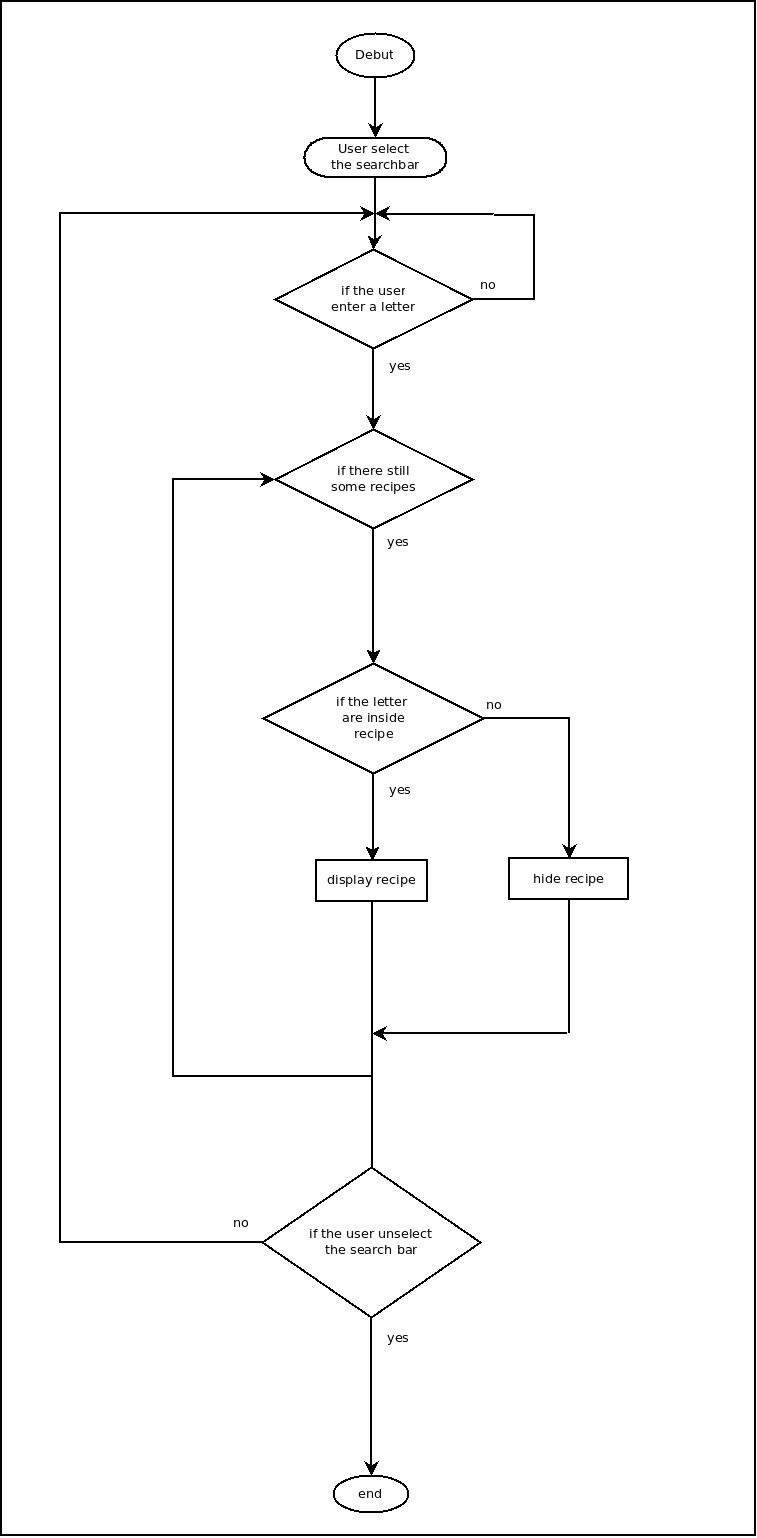 Debut
User select
the searchbar
if the user
enter a letter
no
yes
if there still
some recipes
yes
if the letter
are inside
recipe
no
yes
display recipe
hide recipe
if the user unselect
the search bar
no
yes
end